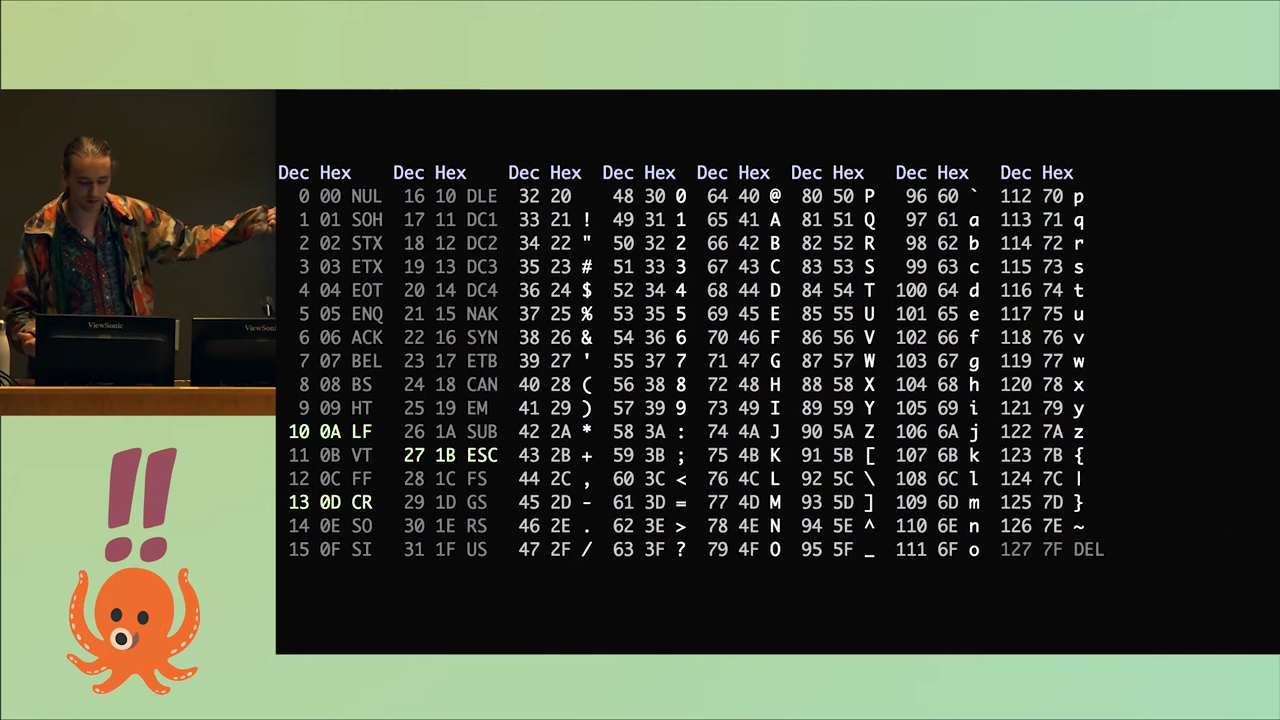 ViewSonic
ViewSonic
Dec Hex Dec Hex Dec Hex Dec Hex Dec Hex Dec Hex Dec Hex Dec Hex
0 00 NUL 16 10 DLE 32 20 48 30 0 64 40 @ 80 50 P 96 60 ` 112 70 p
1 01 SOH 17 11 DC1 33 21 ! 49 31 1 65 41 A 81 51 Q 97 61 a 113 71 q
2 02 STX 18 12 DC2 34 22 " 50 32 2 66 42 B 82 52 R 98 62 b 114 72 r
3 03 ETX 19 13 DC3 35 23 # 51 33 3 67 43 C 83 53 S 99 63 c 115 73 s
4 04 EOT 20 14 DC4 36 24 $ 52 34 4 68 44 D 84 54 T 100 64 d 116 74 t
5 05 ENQ 21 15 NAK 37 25 % 53 35 5 69 45 E 85 55 U 101 65 e 117 75 u
6 06 ACK 22 16 SYN 38 26 & 54 36 6 70 46 F 86 56 V 102 66 f 118 76 v
7 07 BEL 23 17 ETB 39 27 ' 55 37 7 71 47 G 87 57 W 103 67 g 119 77 w
8 08 BS 24 18 CAN 40 28 ( 56 38 8 72 48 H 88 58 X 104 68 h 120 78 x
9 09 HT 25 19 EM 41 29 ) 57 39 9 73 49 I 89 59 Y 105 69 i 121 79 y
10 0A LF 26 1A SUB 42 2A * 58 3A : 74 4A J 90 5A Z 106 6A j 122 7A z
11 0B VT 27 1B ESC 43 2B + 59 3B ; 75 4B K 91 5B [ 107 6B k 123 7B {
12 0C FF 28 1C FS 44 2C , 60 3C < 76 4C L 92 5C \ 108 6C l 124 7C |
13 0D CR 29 1D GS 45 2D - 61 3D = 77 4D M 93 5D ] 109 6D m 125 7D }
14 0E SO 30 1E RS 46 2E . 62 3E > 78 4E N 94 5E ^ 110 6E n 126 7E ~
15 0F SI 31 1F US 47 2F / 63 3F ? 79 4F O 95 5F _ 111 6F o 127 7F DEL
!!